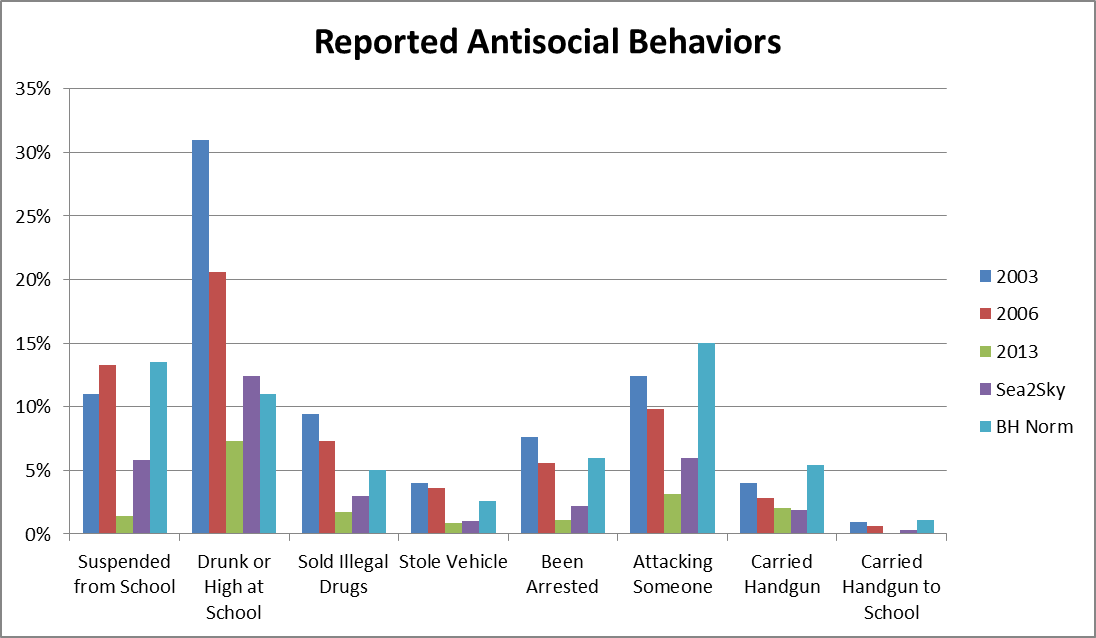 Reported Antisocial Behaviors
35%
30%
25%
20%
15%
10%
5%
0%
Suspended
from School
Drunk or
High at
School
Sold Illegal
Drugs
Stole Vehicle
Been
Arrested
Attacking
Someone
Carried
Handgun
Carried
Handgun to
School
2003
2006
2013
Sea2Sky
BH Norm